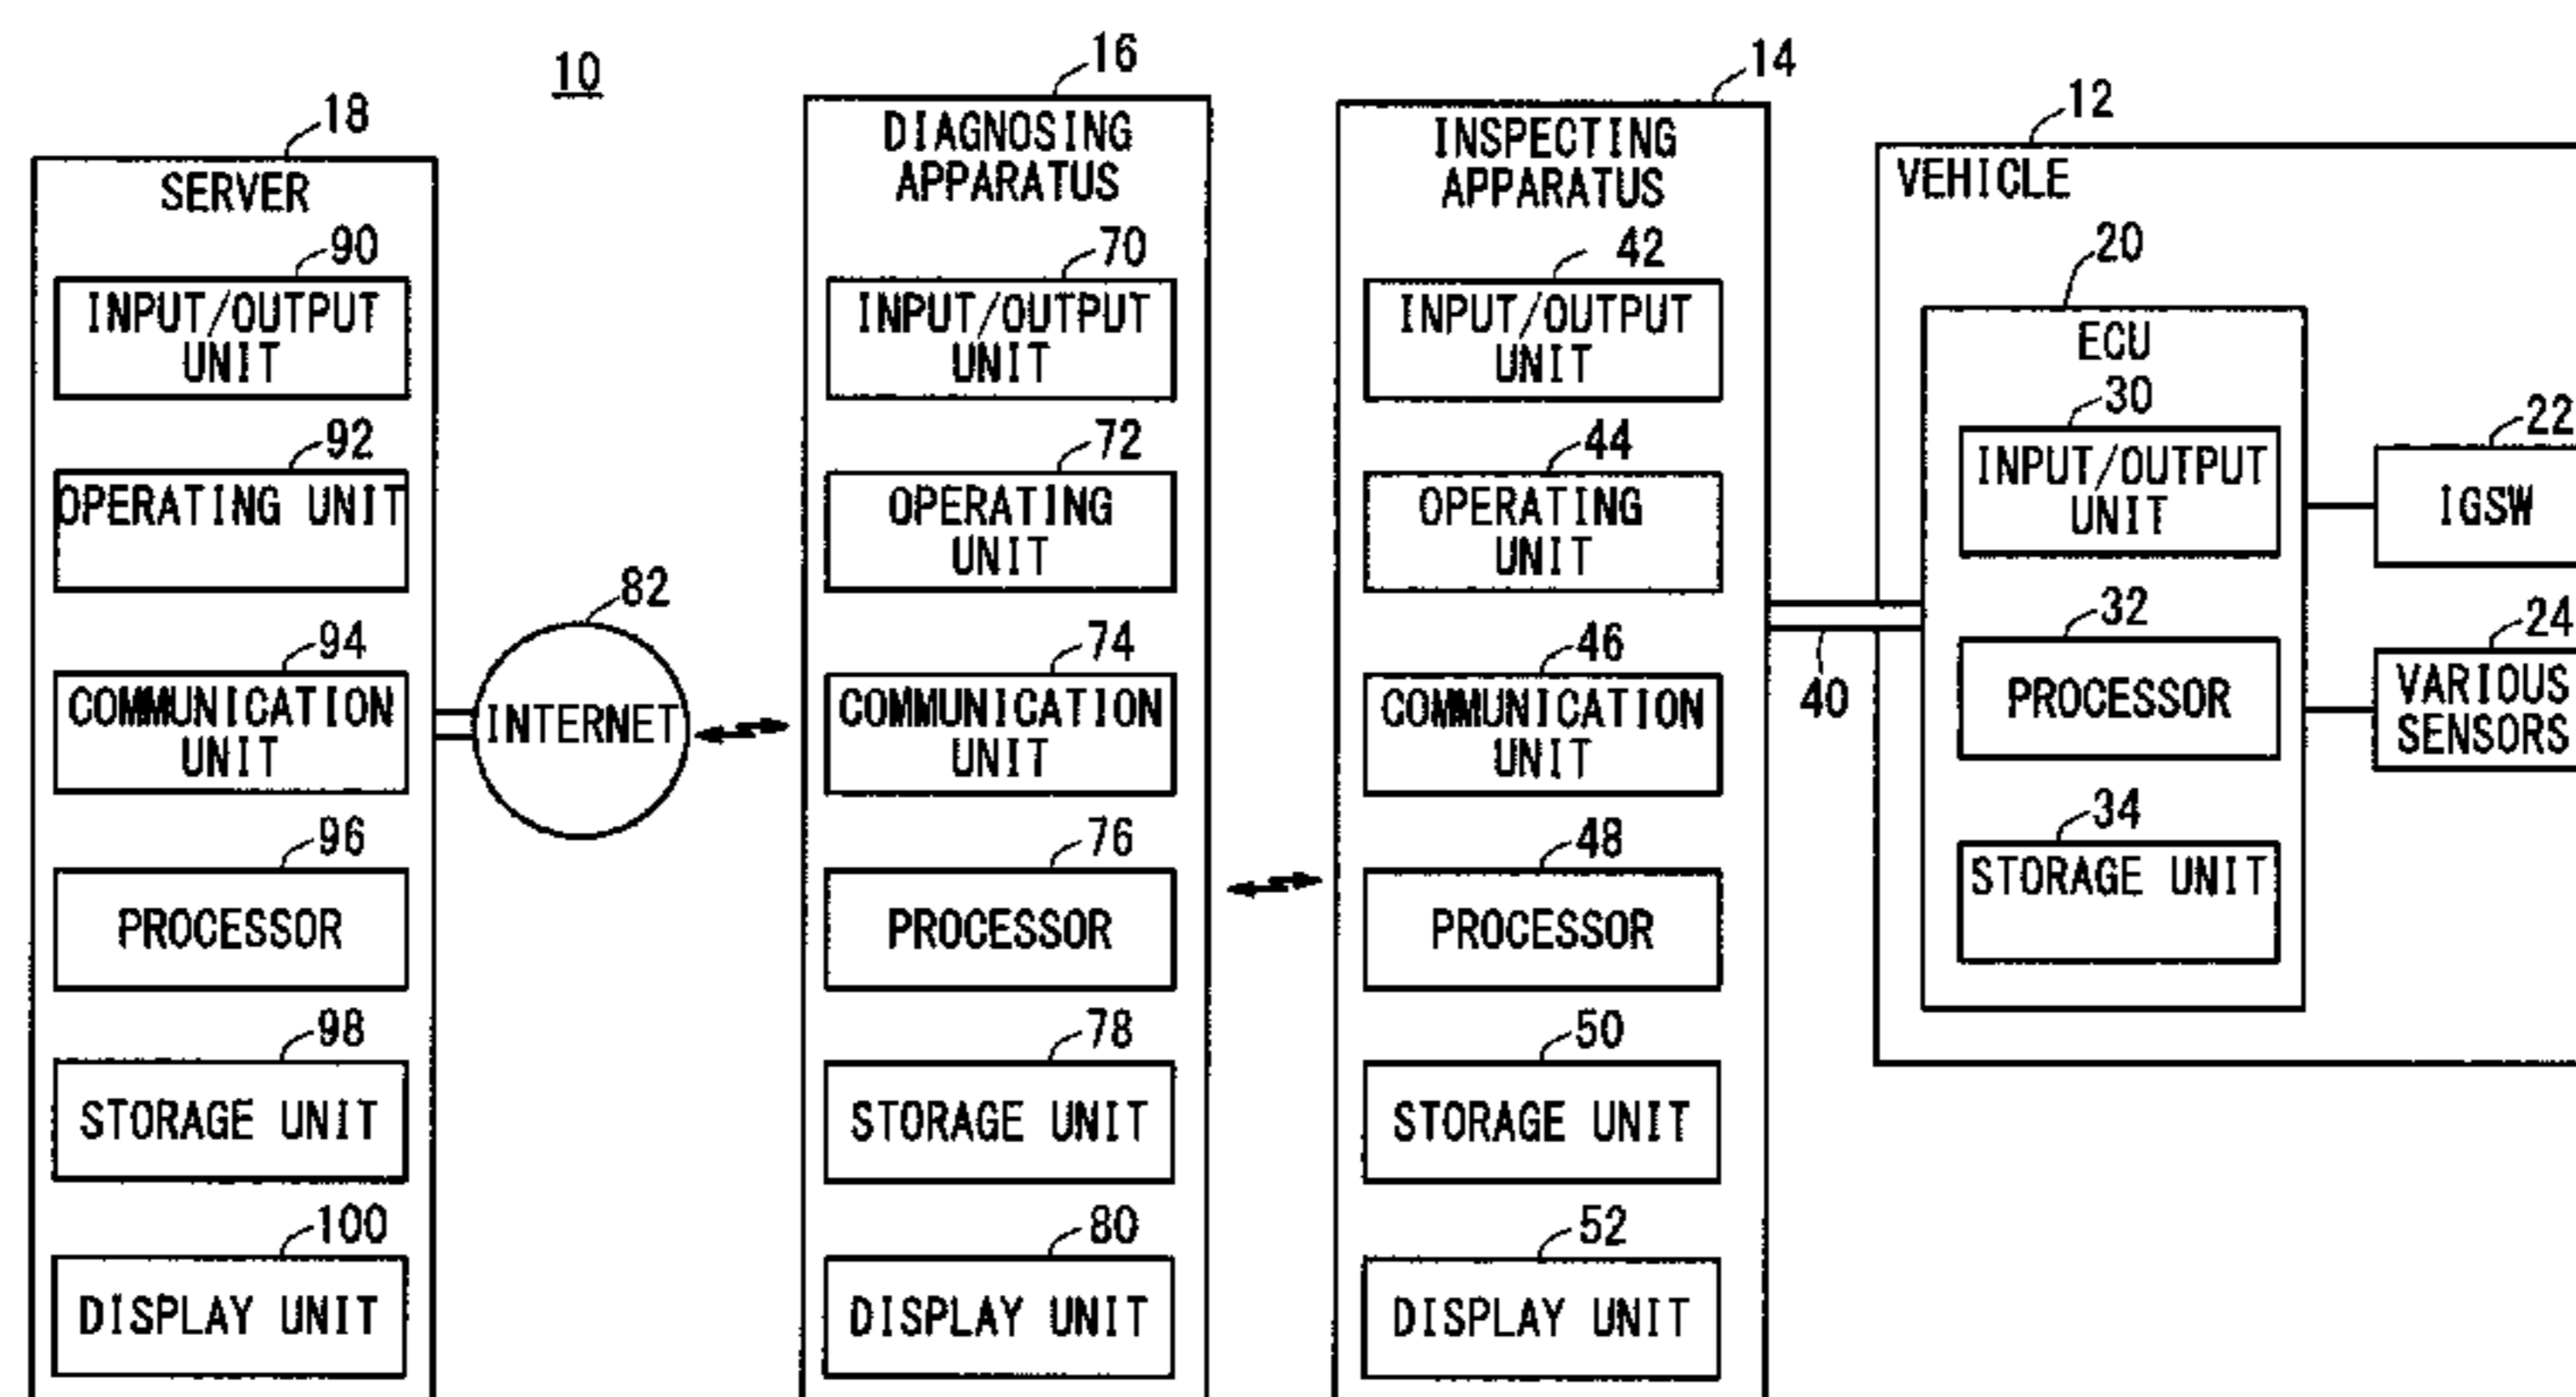 10
18
SERVER
90
INPUT/OUTPUT
UNIT
92
OPERATING UNIT
94
COMMUNICATION
UNIT
96
PROCESSOR
98
STORAGE UNIT
100
DISPLAY UNIT
82
INTERNET
16
DIAGNOSING
APPARATUS
70
INPUT/OUTPUT
UNIT
72
OPERATING
UNIT
74
COMMUNICATION
UNIT
76
PROCESSOR
78
STORAGE UNIT
80
DISPLAY UNIT
14
INSPECTING
APPARATUS
42
INPUT/OUTPUT
UNIT
44
OPERATING
UNIT
46
COMMUNICATION
UNIT
48
PROCESSOR
50
STORAGE UNIT
52
DISPLAY UNIT
40
12
VEHICLE
20
ECU
30
INPUT/OUTPUT
UNIT
32
PROCESSOR
34
STORAGE UNIT
22
IGSW
24
VARIOUS
SENSORS